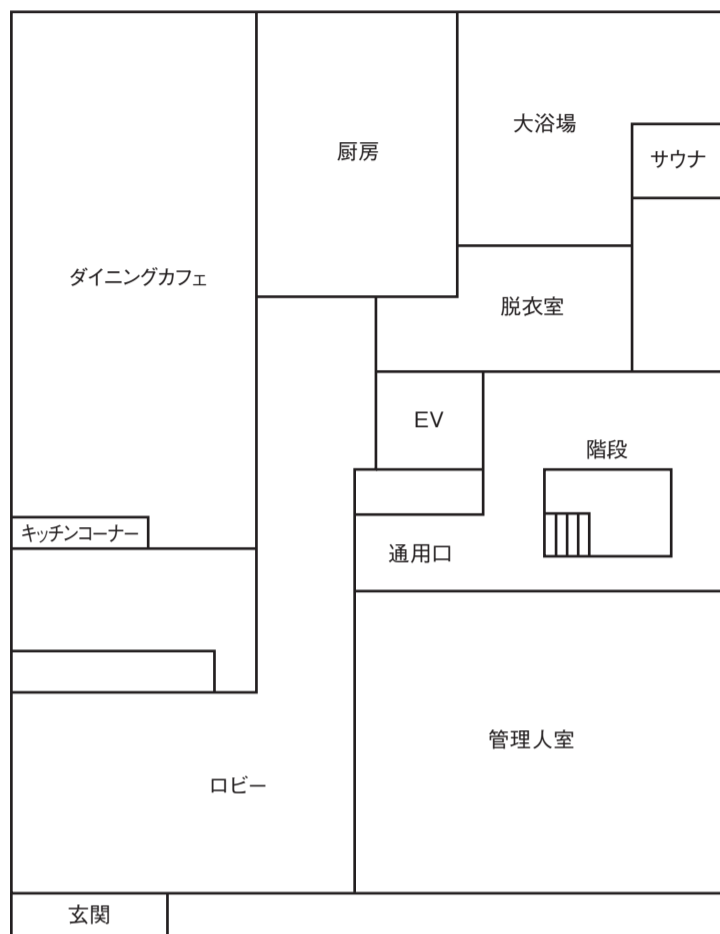 大浴場
厨房
サウナ
ダイニングカフェ
脱衣室
EV
階段
キッチンコーナー
通用口
管理人室
ロビー
玄関